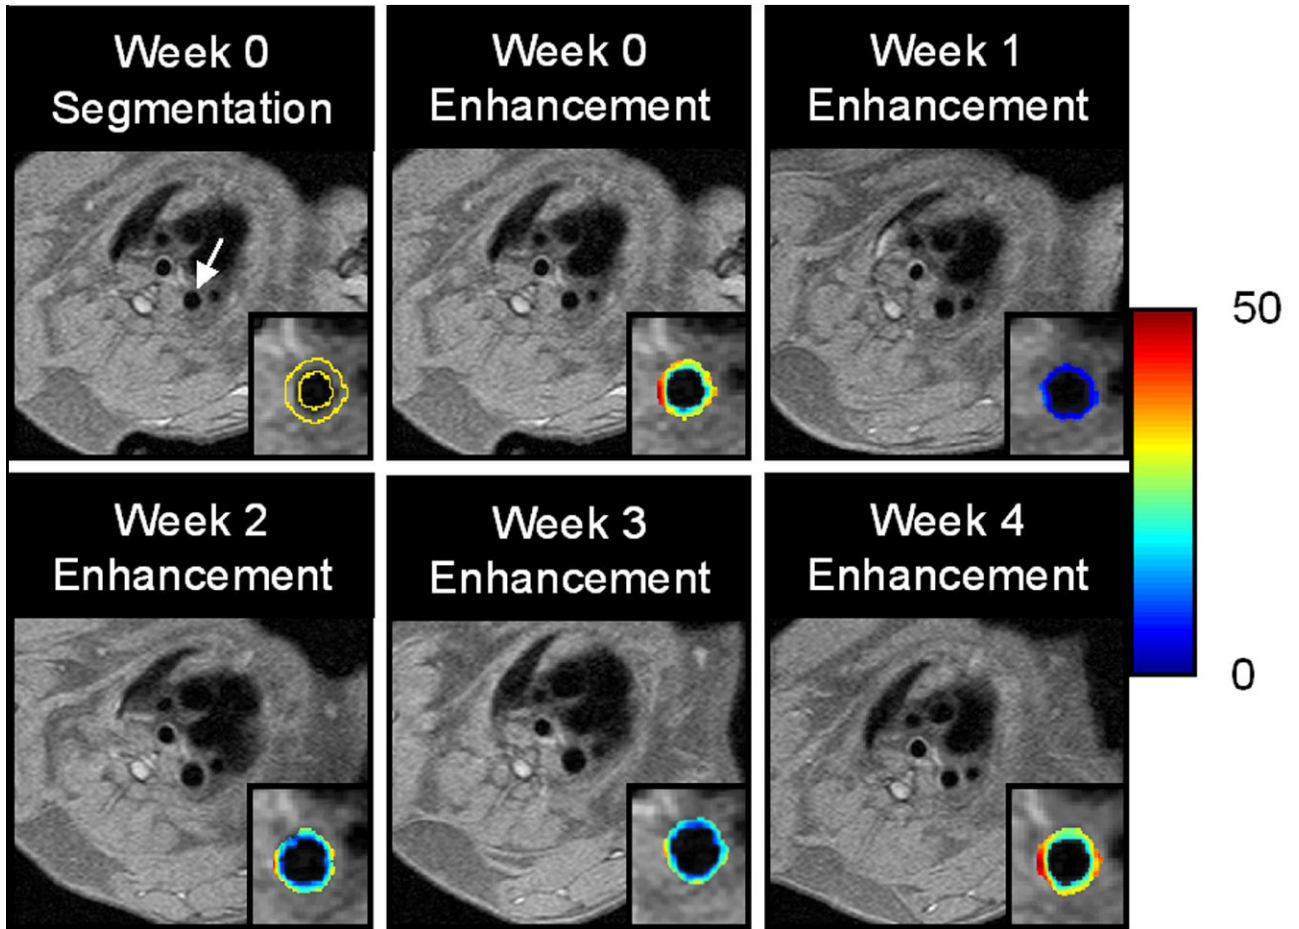 Week 0
Segmentation
Week 0
Enhancement
Week 1
Enhancement
50
Week 2
Enhancement
Week 3
Enhancement
Week 4
Enhancement
0